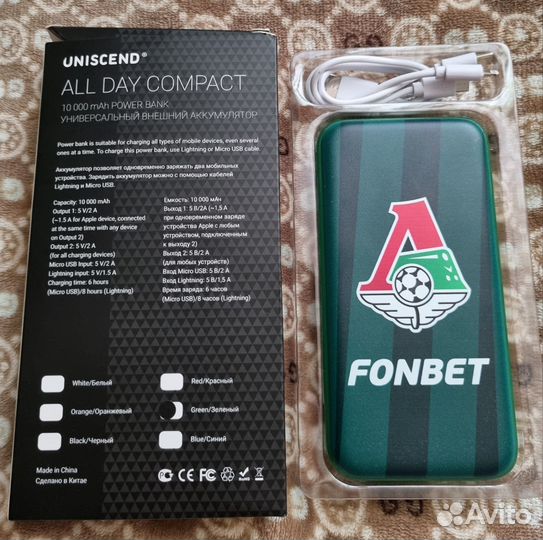 UNISCEND®
ALL DAY COMPACT
10 000 mAh POWER BANK
УНИВЕРСАЛЬНЫЙ ВНЕШНИЙ АККУМУЛЯТОР
Power bank is suitable for charging all types of mobile devices, even several
ones at a time. To charge this power bank, use Lightning or Micro USB cable.
Аккумулятор позволяет одновременно заряжать два мобильных
устройства. Зарядить аккумулятор можно с помощью кабелей
Lightning и Micro USB.
Capacity: 10 000 mAh
Output 1: 5 V/2 A
(~1.5 A for Apple device, connected
at the same time with any device
on Output 2)
Output 2: 5 V/2 A
(for all charging devices)
Micro USB Input: 5 V/2 A
Lightning input: 5 V/1.5 A
Charging time: 6 hours
(Micro USB)/8 hours (Lightning)
Емкость: 10 000 мАч
Выход 1: 5 В/2А (~1,5 А
при одновременном заряде
устройства Apple с любым
устройством, подключенным
к выходу 2)
Выход 2: 5 В/2 А
(для любых устройств)
Вход Micro USB: 5 В/2 А
Вход Lightning: 5 В/1,5 А
Время заряда: 6 часов
(Micro USB)/8 часов (Lightning)
White/Белый
Red/Красный
Orange/Оранжевый
Green/Зеленый
Black/Черный
Blue/Синий
Made in China
Сделано в Китае
EAC CE FC RoHS
FONBET
Avito